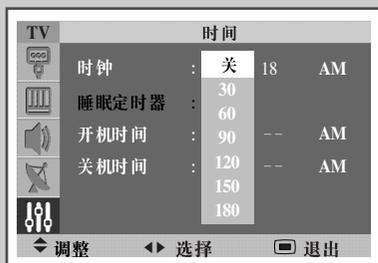 TV 时间
时钟 : 关 18 AM
30
睡眠定时器 :
60
开机时间 : 90 -- AM
关机时间 : 120 -- AM
150
180
调整 选择 退出